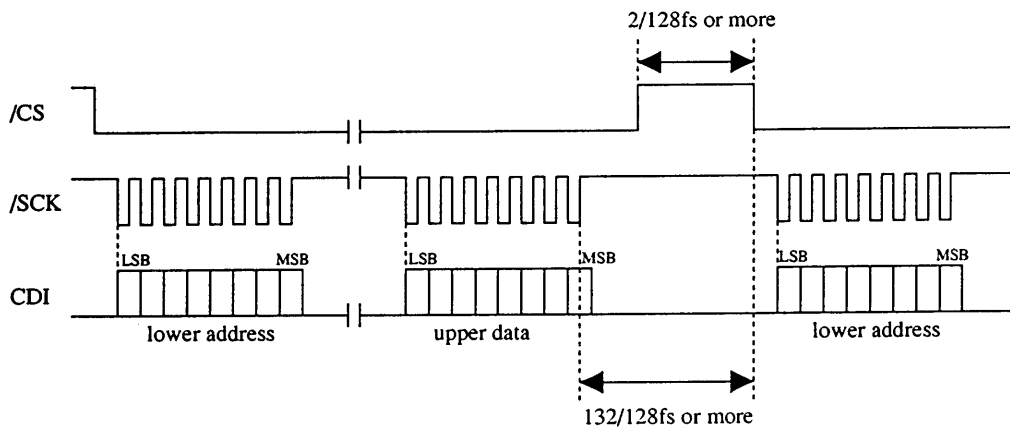 2/128fs or more
/CS
/SCK
LSB MSB LSB MSB LSB MSB
CDI
lower address upper data lower address
132/128fs or more